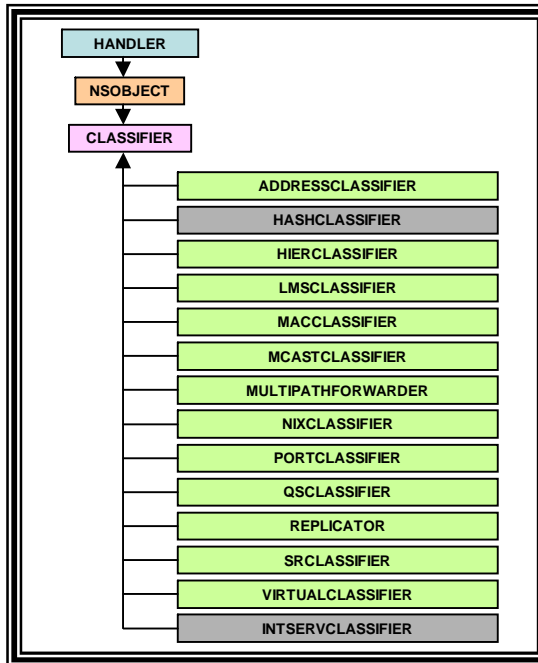 HANDLER
NSOBJECT
CLASSIFIER
ADDRESSCLASSIFIER
HASHCLASSIFIER
HIERCLASSIFIER
LMSCLASSIFIER
MACCLASSIFIER
MCASTCLASSIFIER
MULTIPATHFORWARDER
NIXCLASSIFIER
PORTCLASSIFIER
QSCLASSIFIER
REPLICATOR
SRCLASSIFIER
VIRTUALCLASSIFIER
INTSERVCLASSIFIER